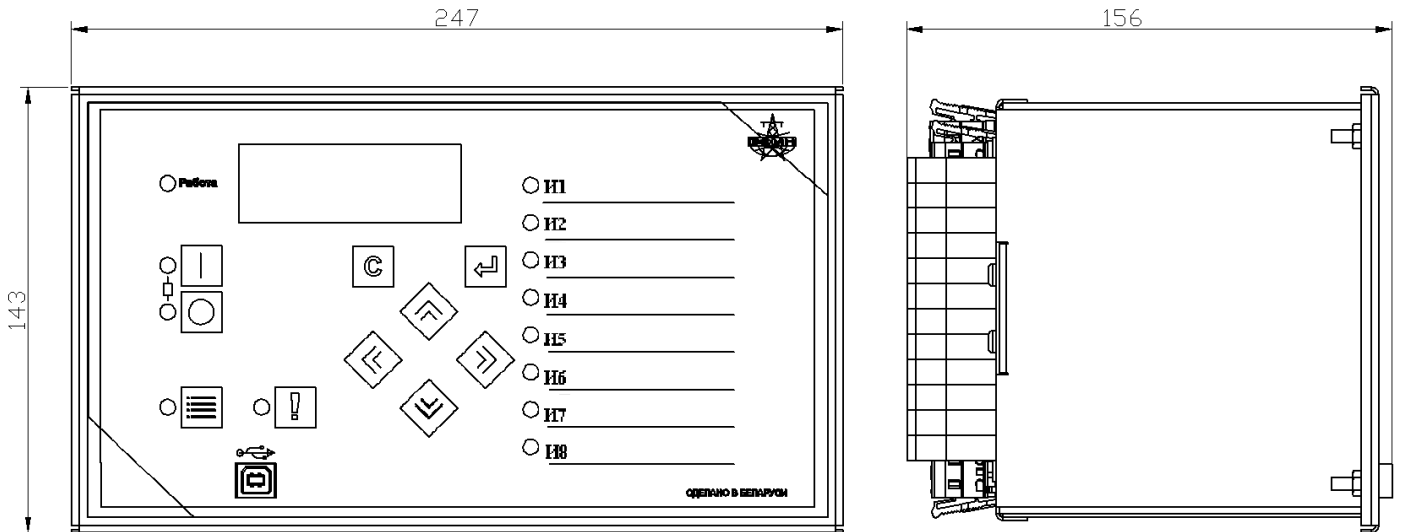 247
156
143
Работа
И1
И2
C
И3
И4
И5
И6
И7
И8
СДЕЛАНО В БЕЛАРУСИ